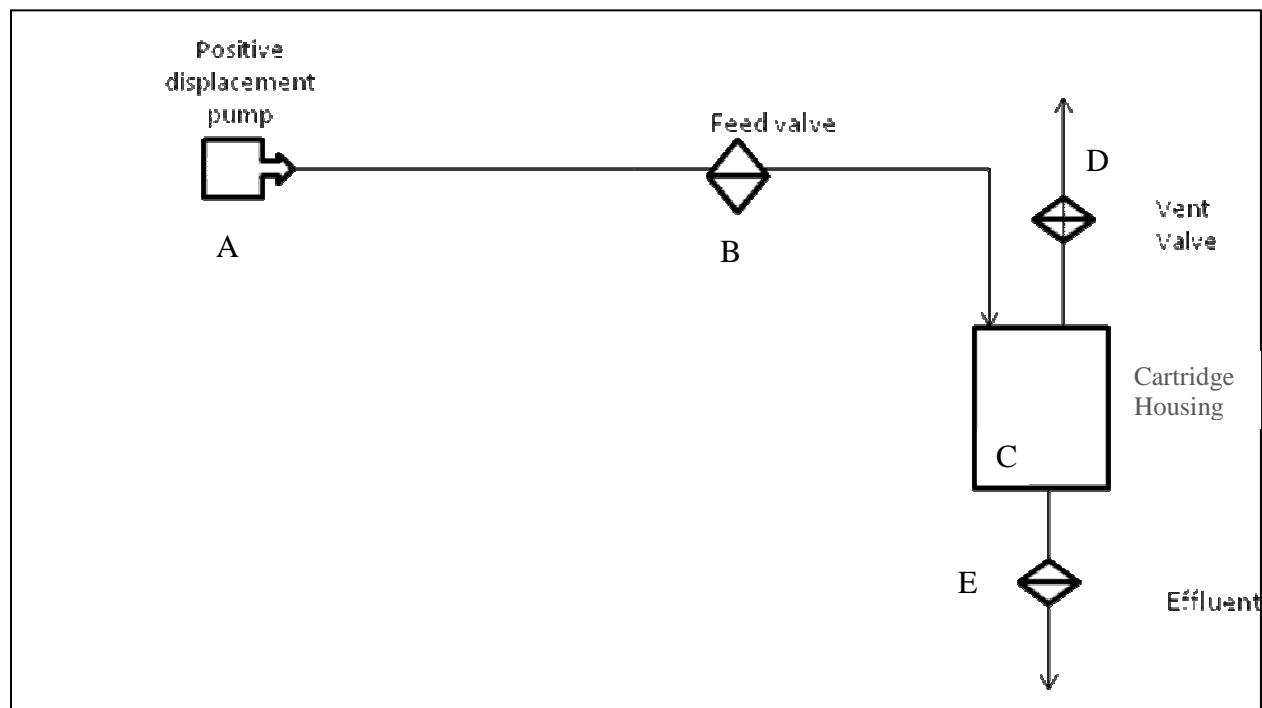 Positive
displacement
pump
Feed valve
D
Vent
Valve
A
B
Cartridge
Housing
C
E
Effluent